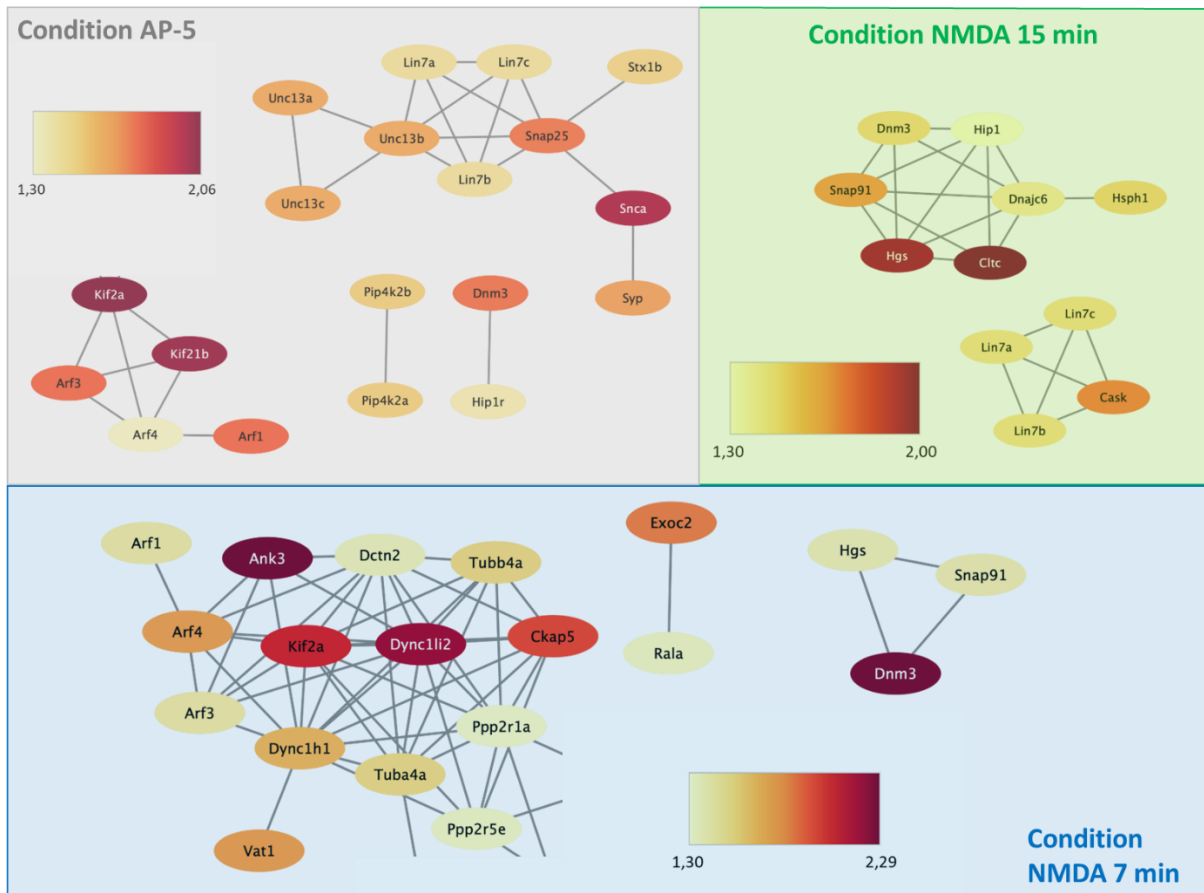 Condition AP-5
1,30 2,06
Lin7a Lin7c Stx1b
Unc13a
Unc13b Snap25
Lin7b
Unc13c Snca
Syp
Kif2a
Kif21b
Arf3
Arf4 Arf1
Pip4k2b Dnm3
Pip4k2a Hip1r
Condition NMDA 15 min
Dnm3 Hip1
Snap91 Dnajc6 Hsph1
Hgs Cltc
Lin7c
Lin7a
Cask
Lin7b
1,30 2,00
Arf1
Ank3 Dctn2 Tubb4a
Arf4 Kif2a Dync1li2 Ckap5
Arf3
Dync1h1 Ppp2r1a
Tuba4a
Vat1 Ppp2r5e
Exoc2
Rala
Hgs
Snap91
Dnm3
1,30 2,29
Condition
NMDA 7 min